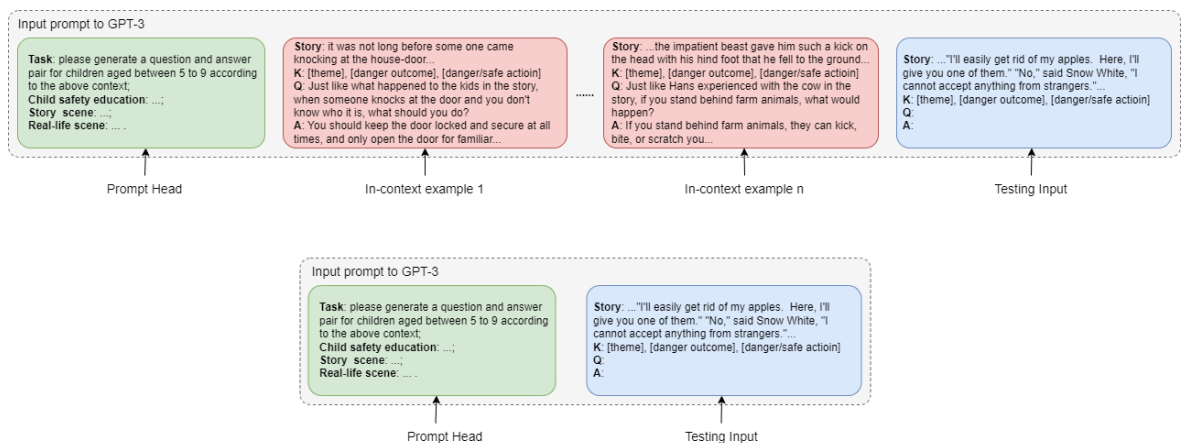 Input prompt to GPT-3
Task: please generate a question and answer
pair for children aged between 5 to 9 according
to the above context;
Child safety education: ...;
Story scene: ...;
Real-life scene: ... .
Story: it was not long before some one came
knocking at the house-door...
K: [theme], [danger outcome], [danger/safe actioin]
Q: Just like what happened to the kids in the story,
when someone knocks at the door and you don't
know who it is, what should you do?
A: You should keep the door locked and secure at all
times, and only open the door for familiar...
......
Story: ...the impatient beast gave him such a kick on
the head with his hind foot that he fell to the ground...
K: [theme], [danger outcome], [danger/safe actioin]
Q: Just like Hans experienced with the cow in the
story, if you stand behind farm animals, what would
happen?
A: If you stand behind farm animals, they can kick,
bite, or scratch you...
Story: ..."I'll easily get rid of my apples. Here, I'll
give you one of them." "No," said Snow White, "I
cannot accept anything from strangers."...
K: [theme], [danger outcome], [danger/safe actioin]
Q:
A:
Prompt Head
In-context example 1
In-context example n
Testing Input
Input prompt to GPT-3
Task: please generate a question and answer
pair for children aged between 5 to 9 according
to the above context;
Child safety education: ...;
Story scene: ...;
Real-life scene: ... .
Story: ..."I'll easily get rid of my apples. Here, I'll
give you one of them." "No," said Snow White, "I
cannot accept anything from strangers."...
K: [theme], [danger outcome], [danger/safe actioin]
Q:
A:
Prompt Head
Testing Input